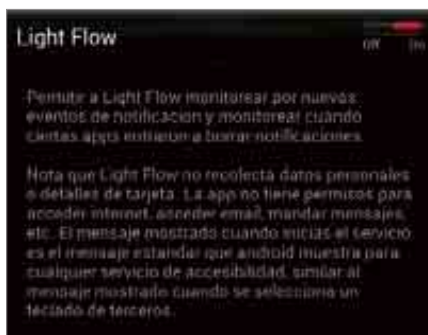 Light Flow
Off On
Permite a Light Flow monitorear por nuevos
eventos de notificacion y monitorear cuando
ciertas apps entraron a borrar notificaciones.
Nota que Light Flow no recolecta datos personales
o detalles de tarjeta. La app no tiene permisos para
acceder internet, acceder email, mandar mensajes,
etc. El mensaje mostrado cuando inicias el servicio
es el mensaje estandar que android muestra para
cualquier servicio de accesibilidad, similar al
mensaje mostrado cuando se selecciona un
teclado de terceros.